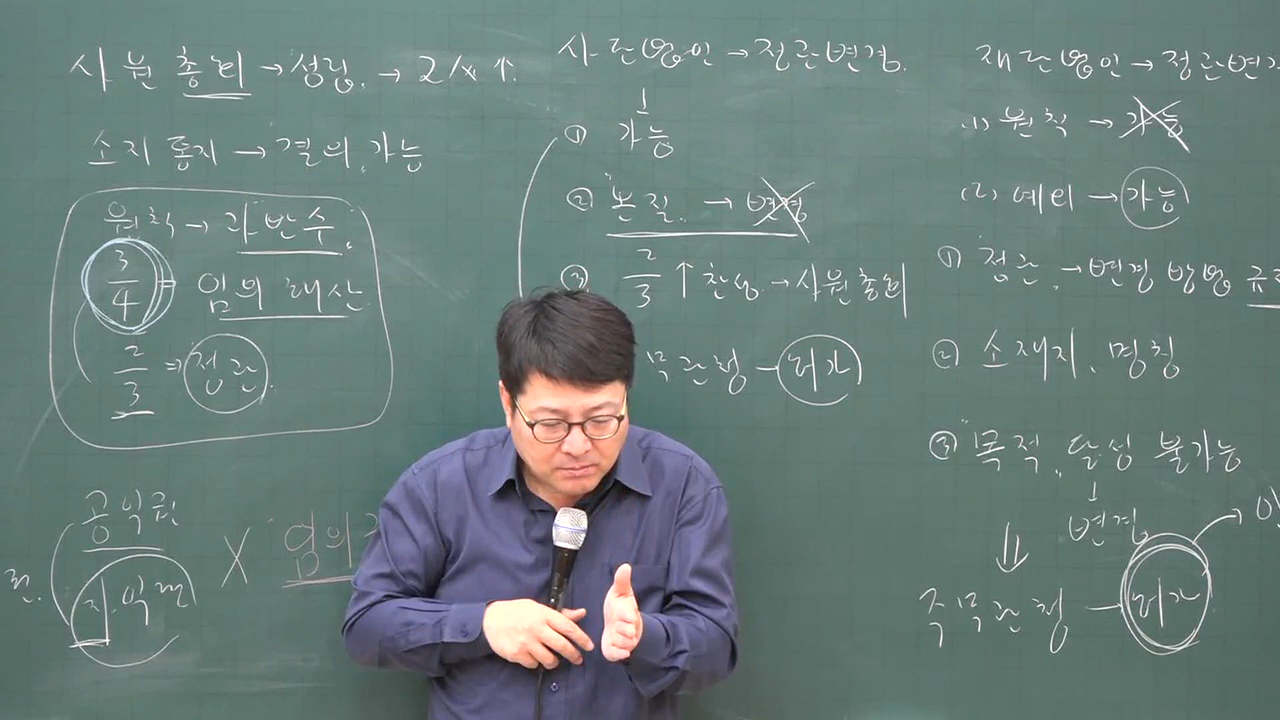 사원 총회 → 성립. → 2人 ↑.
소집 통지 → 결의 가능
원칙 → 과반수.
3/4 = 임의 해산
2/3 ⇒ 정관.
공익권
자익권 X 임의
사단법인 → 정관변경.
↓
① 가능
② "본질. → 변경
③ 2/3 ↑ 찬성. → 사원총회
무관청 – 허가
재단법인 → 정관변경
(1) 원칙 → 가능
(2) 예외 → 가능
① 정관. → 변경 방법 규정
② 소재지, 명칭
③ "목적, 달성 불가능
↓
변경
⇓
주무관청 – 허가